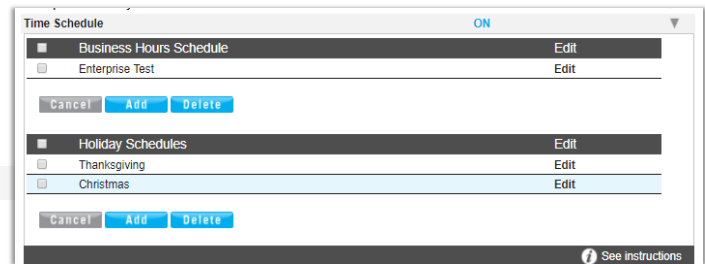 Time Schedule ON
Business Hours Schedule Edit
Enterprise Test Edit
Cancel Add Delete
Holiday Schedules Edit
Thanksgiving Edit
Christmas Edit
Cancel Add Delete
i See instructions